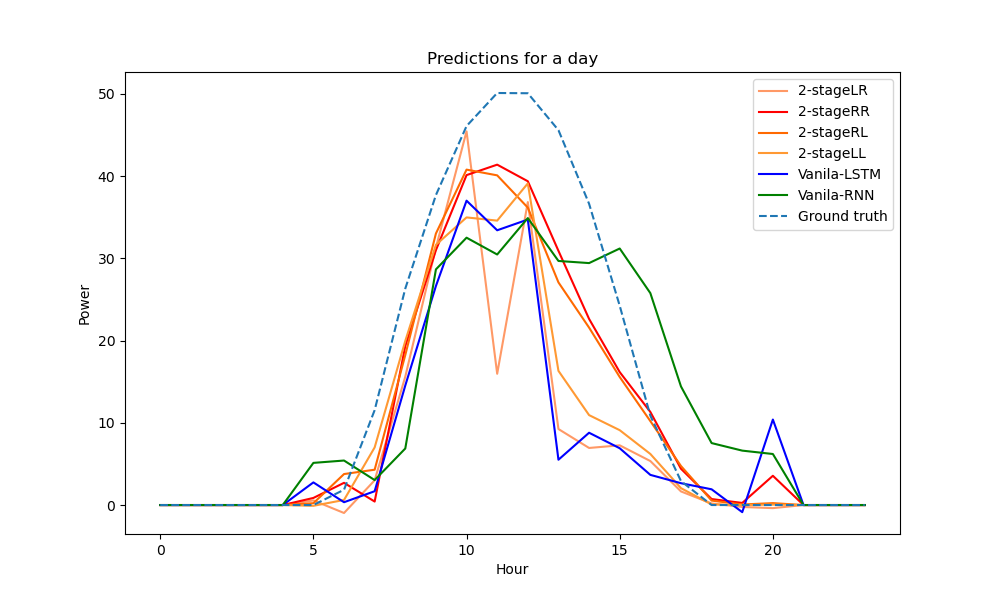 Predictions for a day
50
40
30
20
10
0
Power
0 5 10 15 20
Hour
2-stageLR
2-stageRR
2-stageRL
2-stageLL
Vanila-LSTM
Vanila-RNN
Ground truth